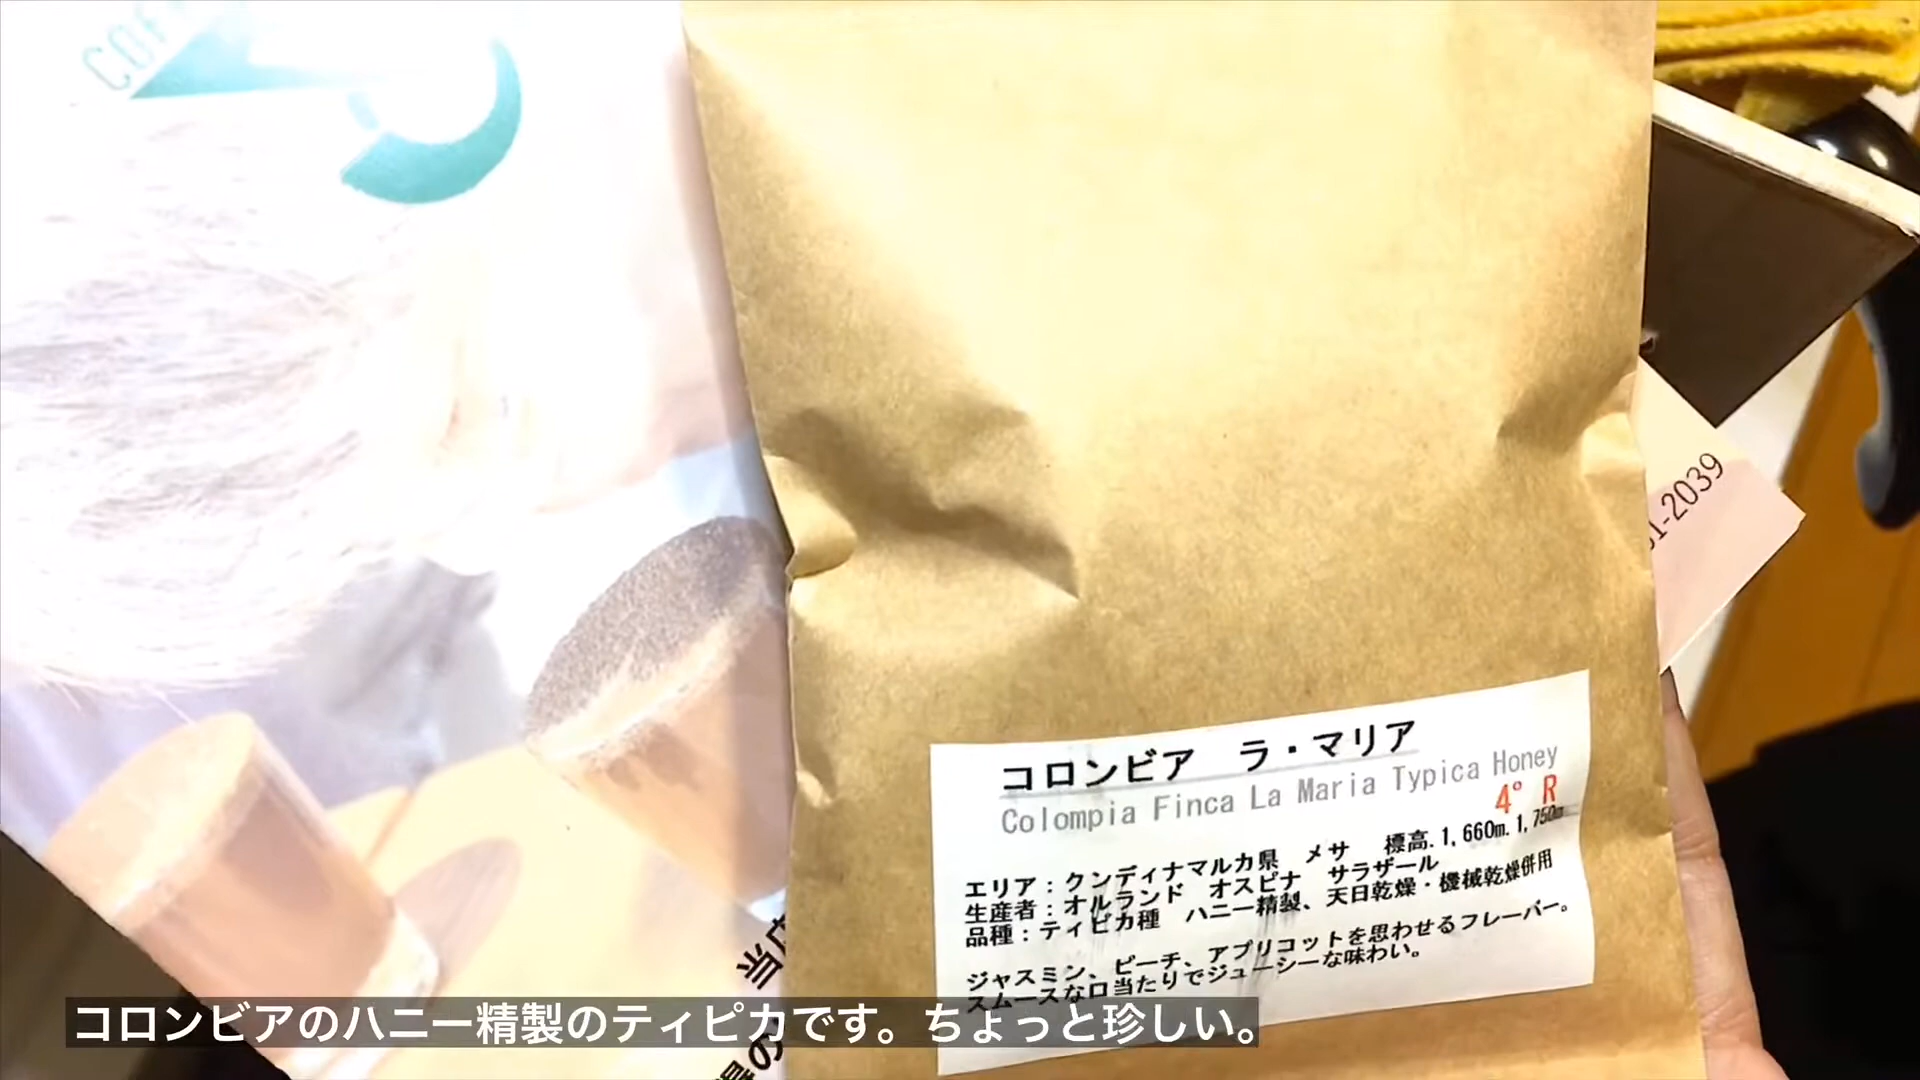 コロンビア ラ・マリア
Colompia Finca La Maria Typica Honey
4° R
エリア：クンディナマルカ県 メサ 標高.1,660m.1,750m
生産者：オルランド オスピナ サラザール
品種：ティピカ種 ハニー精製、天日乾燥・機械乾燥併用
ジャスミン、ピーチ、アプリコットを思わせるフレーバー。
スムースな口当たりでジューシーな味わい。
1-2039
コロンビアのハニー精製のティピカです。ちょっと珍しい。